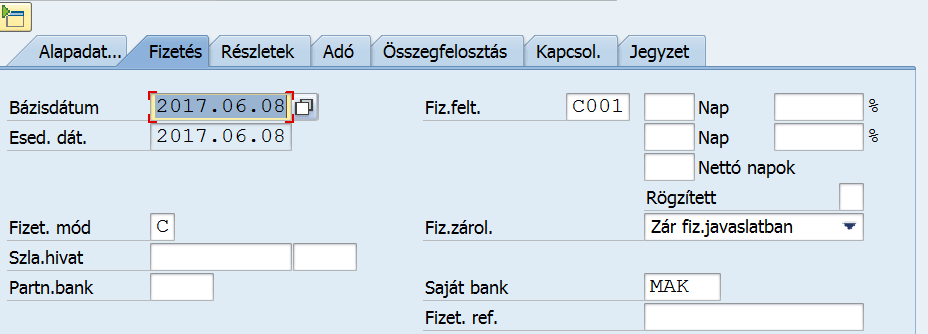 Alapadat... Fizetés Részletek Adó Összegfelosztás Kapcsol. Jegyzet
Bázisdátum 2017.06.08 Fiz.felt. C001 Nap %
Esed. dát. 2017.06.08 Nap %
Nettó napok
Rögzített
Fizet. mód C Fiz.zárol. Zár fiz.javaslatban
Szla.hivat
Partn.bank Saját bank MAK
Fizet. ref.